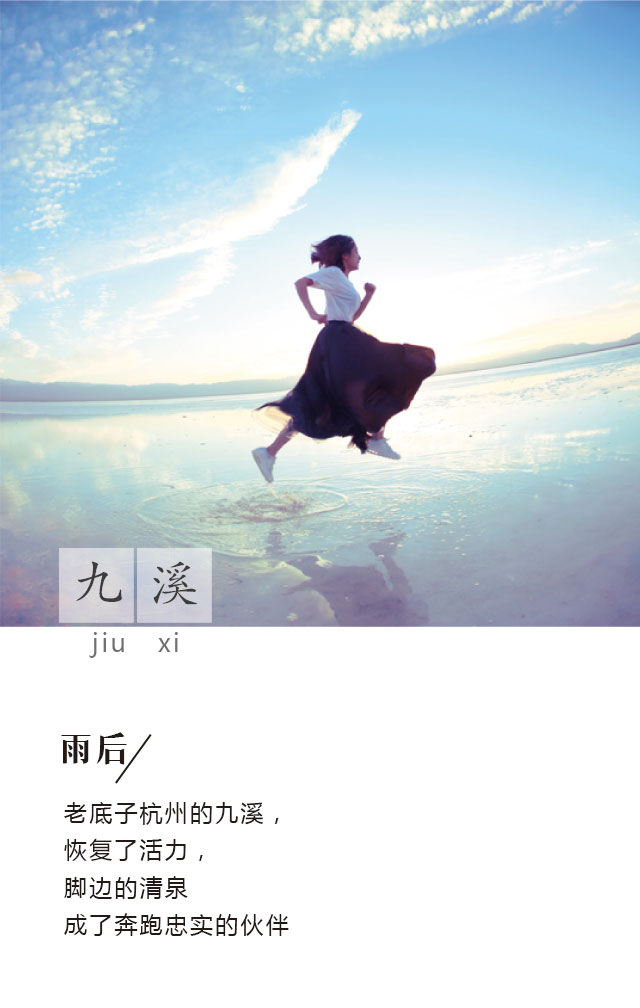 九溪
jiu xi
雨后
老底子杭州的九溪，
恢复了活力，
脚边的清泉
成了奔跑忠实的伙伴